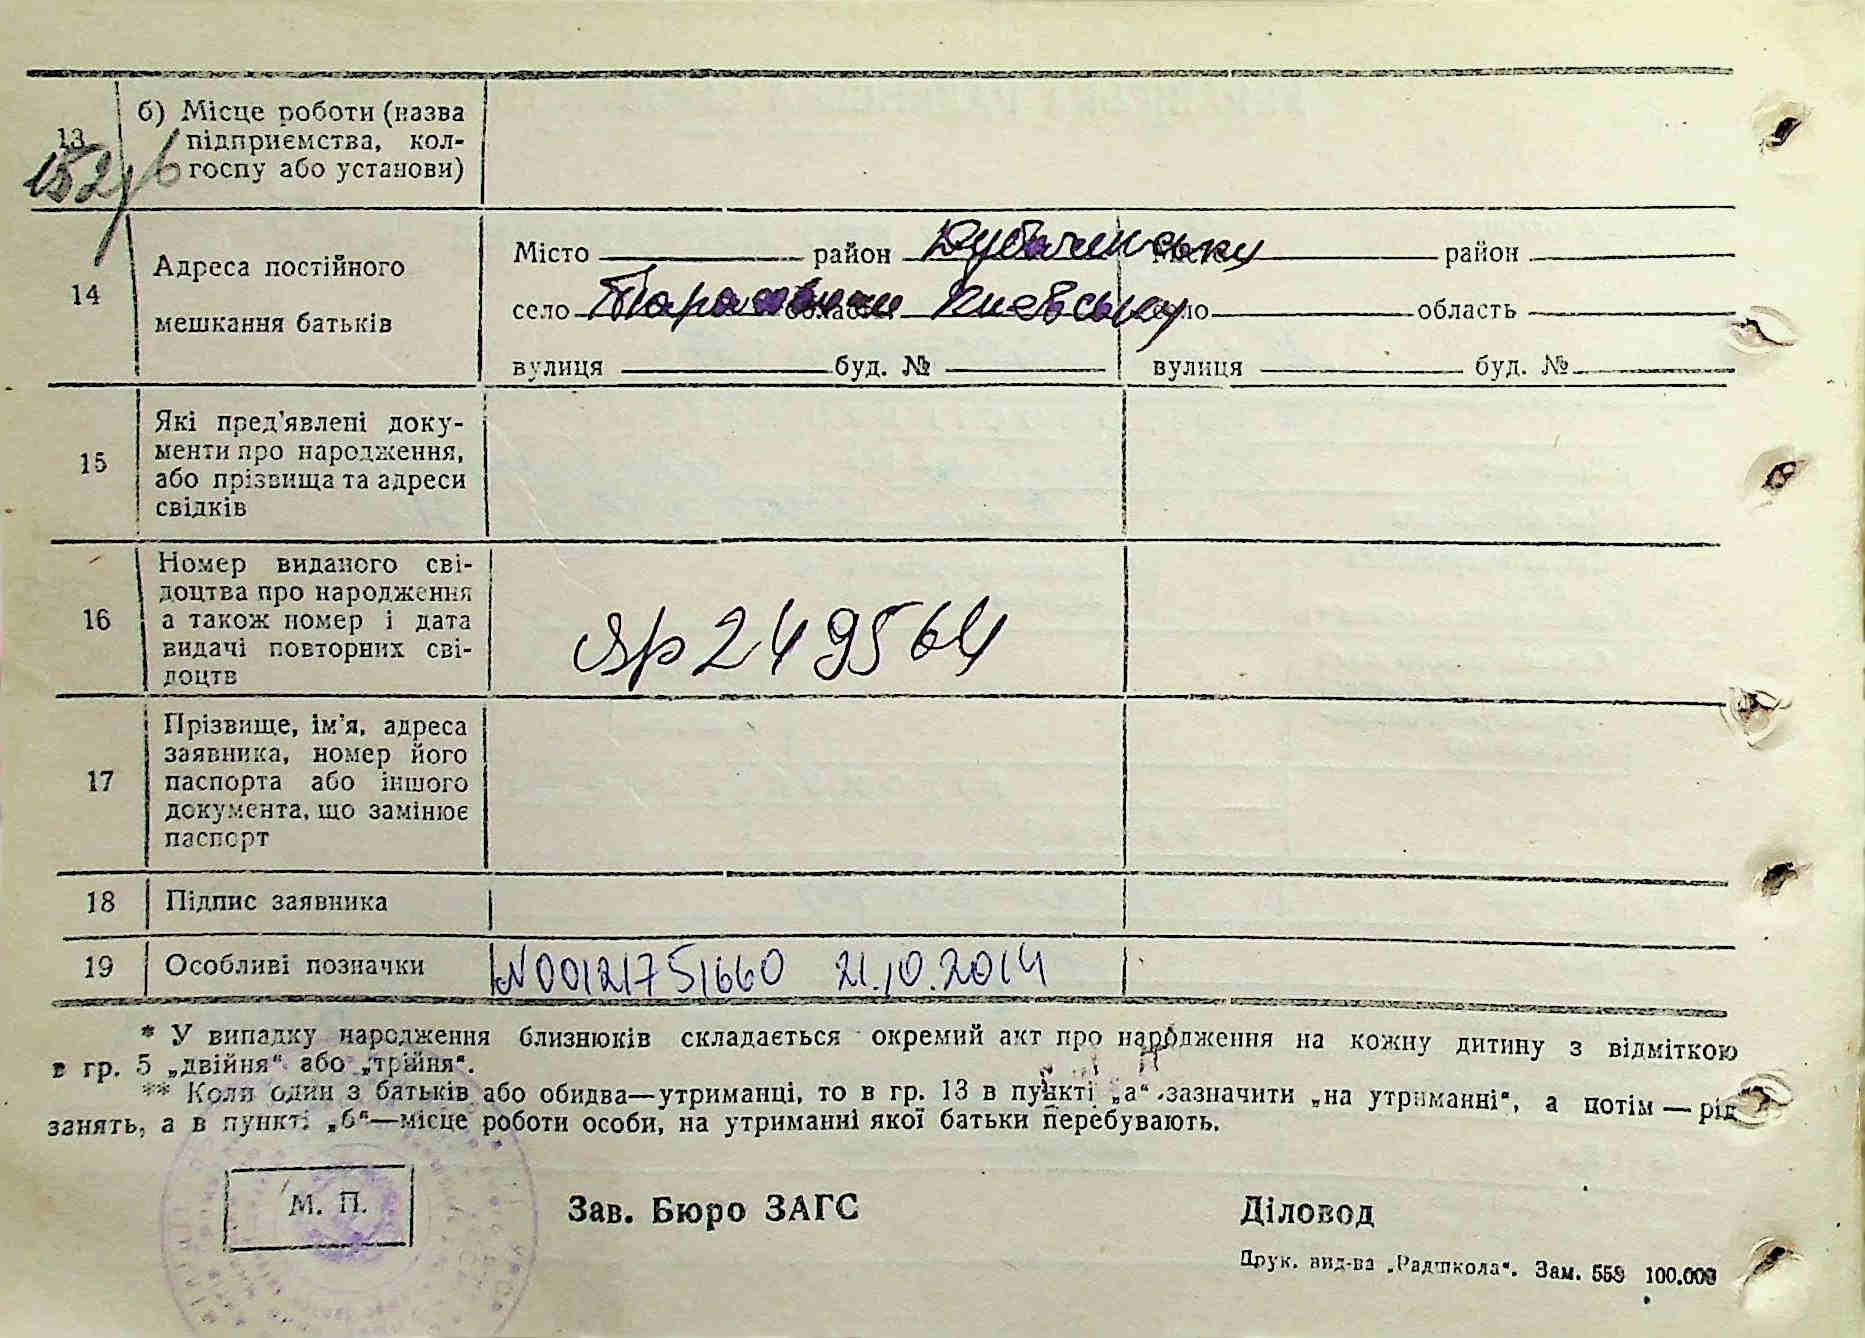 13
б) Місце роботи (назва
підприємства, кол-
госпу або установи)
152
14
Адреса постійного
мешкання батьків
Місто район район
село Київську область
вулиця буд. № вулиця буд. №
15
Які пред'явлені доку-
менти про народження,
або прізвища та адреси
свідків
16
Номер виданого сві-
доцтва про народження
а також номер і дата
видачі повторних сві-
доцтв
яр 249564
17
Прізвище, ім'я, адреса
заявника, номер його
паспорта або іншого
документа, що замінює
паспорт
18 Підпис заявника
19 Особливі позначки N00121751660 21.10.2014
* У випадку народження близнюків складається окремий акт про народження на кожну дитину з відміткою
в гр. 5 „двійня“ або „трійня“.
** Коли один з батьків або обидва—утриманці, то в гр. 13 в пункті „а“ зазначити „на утриманні“, а потім — рід
занять, а в пункті „б“—місце роботи особи, на утриманні якої батьки перебувають.
М. П.
Зав. Бюро ЗАГС
Діловод
Друк. вид-ва „Радшкола“. Зам. 559 100.000